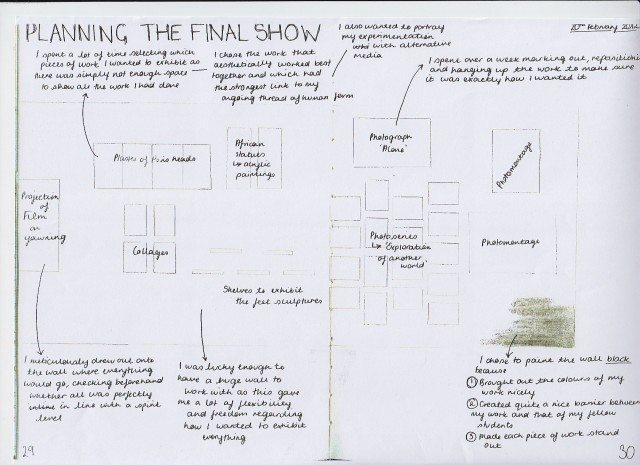 PLANNING THE FINAL SHOW
February
I spent a lot of time selecting which
pieces of work I wanted to exhibit as
there was simply not enough space
to show all the work I had done
I chose the work that
aesthetically worked best
together and which had
the strongest link to my
ongoing thread of human form
I also wanted to portray
my experimentation
with alternative
media
I spent over a week marking out,
and hanging up the work to make sure
it was exactly how I wanted it
Plaster of Paris heads
African
statues
↳ acrylic
paintings
Photograph
'Alone'
Photomontage
Projection
of
Film
on
yawning
Collages
Photoseries
↳ 'Exploration
of another
world'
Photomontage
Shelves to exhibit
the feet sculptures
I meticulously drew out onto
the wall where everything
would go, checking beforehand
whether all was perfectly
in line with a spirit
level
I was lucky enough to
have a huge wall to
work with as this gave
me a lot of flexibility
and freedom regarding
how I wanted to exhibit
everything
I chose to paint the wall black
because
① Brought out the colours of my
work nicely
② Created quite a nice barrier between
my work and that of my fellow
students
③ Made each piece of work stand
out
29
30